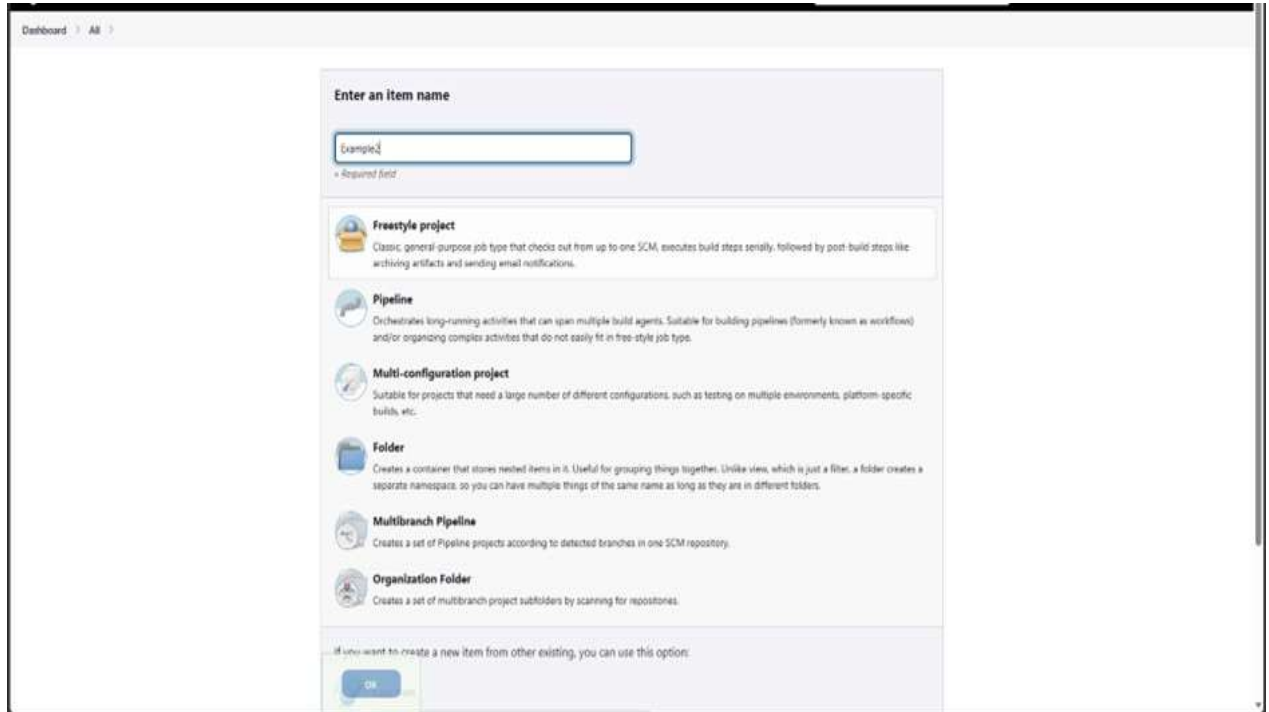 Dashboard > All >
Enter an item name
Example2
» Required field
Freestyle project
Classic, general-purpose job type that checks out from up to one SCM, executes build steps serially, followed by post-build steps like
archiving artifacts and sending email notifications.
Pipeline
Orchestrates long-running activities that can span multiple build agents. Suitable for building pipelines (formerly known as workflows)
and/or organizing complex activities that do not easily fit in free-style job type.
Multi-configuration project
Suitable for projects that need a large number of different configurations, such as testing on multiple environments, platform-specific
builds, etc.
Folder
Creates a container that stores nested items in it. Useful for grouping things together. Unlike view, which is just a filter, a folder creates a
separate namespace, so you can have multiple things of the same name as long as they are in different folders.
Multibranch Pipeline
Creates a set of Pipeline projects according to detected branches in one SCM repository.
Organization Folder
Creates a set of multibranch project subfolders by scanning for repositories.
If you want to create a new item from other existing, you can use this option:
OK